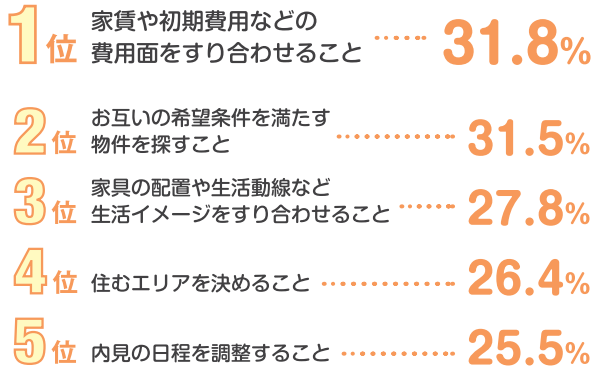 1位 家賃や初期費用などの
費用面をすり合わせること 31.8%
2位 お互いの希望条件を満たす
物件を探すこと 31.5%
3位 家具の配置や生活動線など
生活イメージをすり合わせること 27.8%
4位 住むエリアを決めること 26.4%
5位 内見の日程を調整すること 25.5%